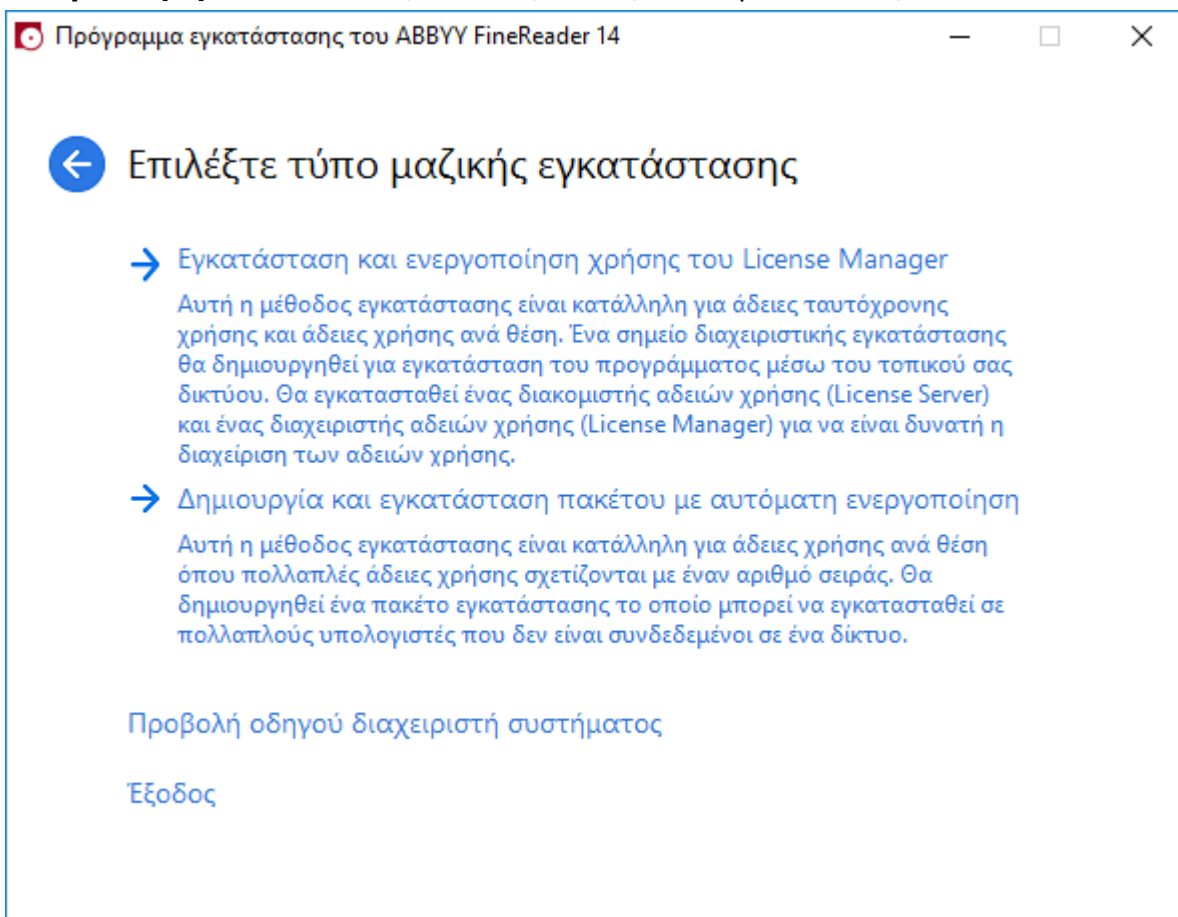 Πρόγραμμα εγκατάστασης του ABBYY FineReader 14
Επιλέξτε τύπο μαζικής εγκατάστασης
Εγκατάσταση και ενεργοποίηση χρήσης του License Manager
Αυτή η μέθοδος εγκατάστασης είναι κατάλληλη για άδειες ταυτόχρονης
χρήσης και άδειες χρήσης ανά θέση. Ένα σημείο διαχειριστικής εγκατάστασης
θα δημιουργηθεί για εγκατάσταση του προγράμματος μέσω του τοπικού σας
δικτύου. Θα εγκατασταθεί ένας διακομιστής αδειών χρήσης (License Server)
και ένας διαχειριστής αδειών χρήσης (License Manager) για να είναι δυνατή η
διαχείριση των αδειών χρήσης.
Δημιουργία και εγκατάσταση πακέτου με αυτόματη ενεργοποίηση
Αυτή η μέθοδος εγκατάστασης είναι κατάλληλη για άδειες χρήσης ανά θέση
όπου πολλαπλές άδειες χρήσης σχετίζονται με έναν αριθμό σειράς. Θα
δημιουργηθεί ένα πακέτο εγκατάστασης το οποίο μπορεί να εγκατασταθεί σε
πολλαπλούς υπολογιστές που δεν είναι συνδεδεμένοι σε ένα δίκτυο.
Προβολή οδηγού διαχειριστή συστήματος
Έξοδος